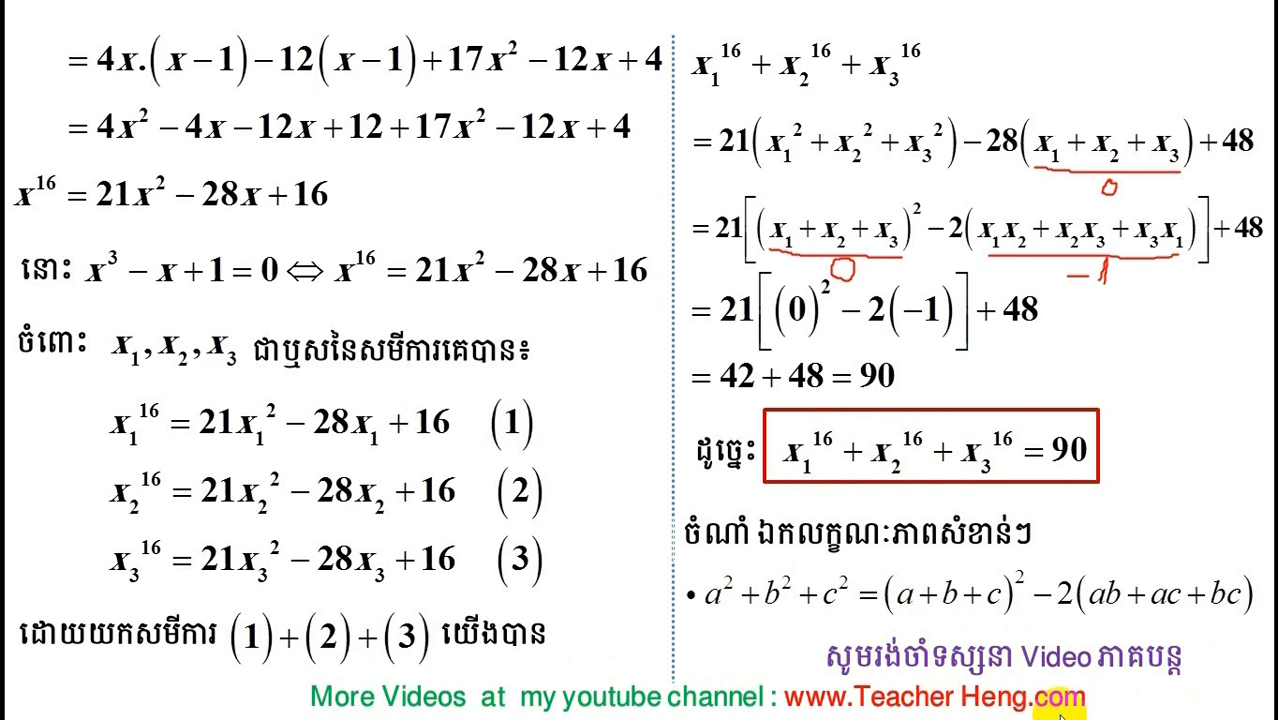 = 4x.(x − 1) − 12(x − 1) + 17x² − 12x + 4
= 4x² − 4x − 12x + 12 + 17x² − 12x + 4
x¹⁶ = 21x² − 28x + 16
នោះ x³ − x + 1 = 0 ⇔ x¹⁶ = 21x² − 28x + 16
ចំពោះ x₁, x₂, x₃ ជាឬសនៃសមីការគេបាន៖
x₁¹⁶ = 21x₁² − 28x₁ + 16 (1)
x₂¹⁶ = 21x₂² − 28x₂ + 16 (2)
x₃¹⁶ = 21x₃² − 28x₃ + 16 (3)
ដោយយកសមីការ (1)+(2)+(3) យើងបាន
x₁¹⁶ + x₂¹⁶ + x₃¹⁶
= 21(x₁² + x₂² + x₃²) − 28(x₁ + x₂ + x₃) + 48
0
= 21[(x₁ + x₂ + x₃)² − 2(x₁x₂ + x₂x₃ + x₃x₁)] + 48
0 −1
= 21[(0)² − 2(−1)] + 48
= 42 + 48 = 90
ដូច្នេះ x₁¹⁶ + x₂¹⁶ + x₃¹⁶ = 90
ចំណាំ ឯកលក្ខណៈភាពសំខាន់ៗ
• a² + b² + c² = (a + b + c)² − 2(ab + ac + bc)
សូមរង់ចាំទស្សនា Video ភាគបន្ត
More Videos at my youtube channel : www.Teacher Heng.com